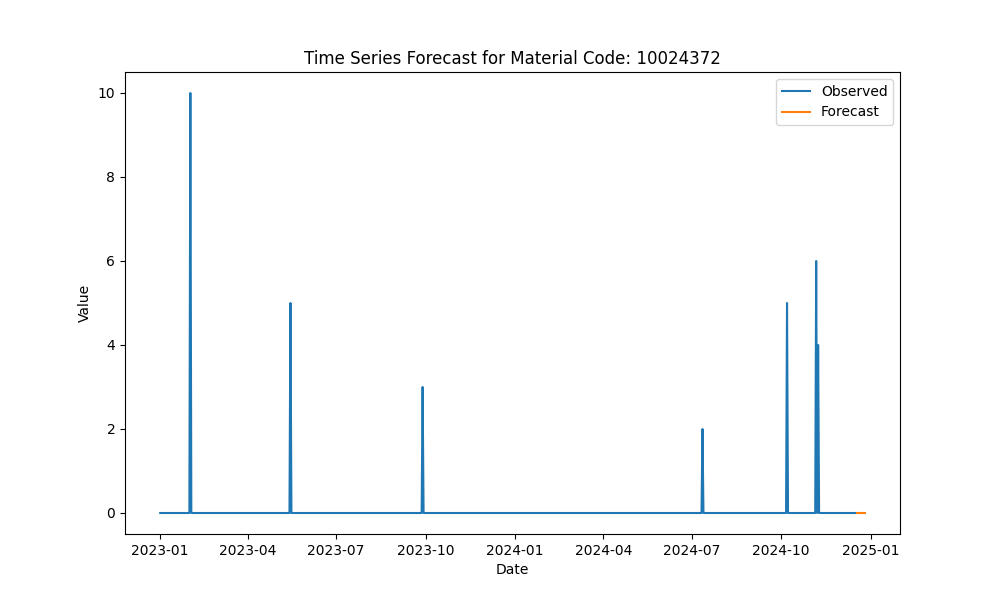 Time Series Forecast for Material Code: 10024372
Observed
Forecast
10
8
6
4
2
0
Value
2023-01 2023-04 2023-07 2023-10 2024-01 2024-04 2024-07 2024-10 2025-01
Date